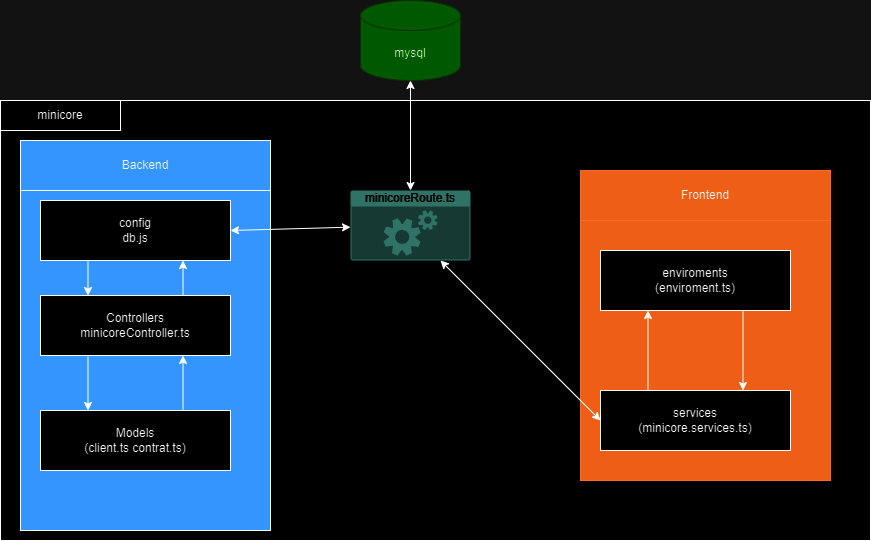 mysql
minicore
Backend
config
db.js
Controllers
minicoreController.ts
Models
(client.ts contrat.ts)
minicoreRoute.ts
Frontend
enviroments
(enviroment.ts)
services
(minicore.services.ts)